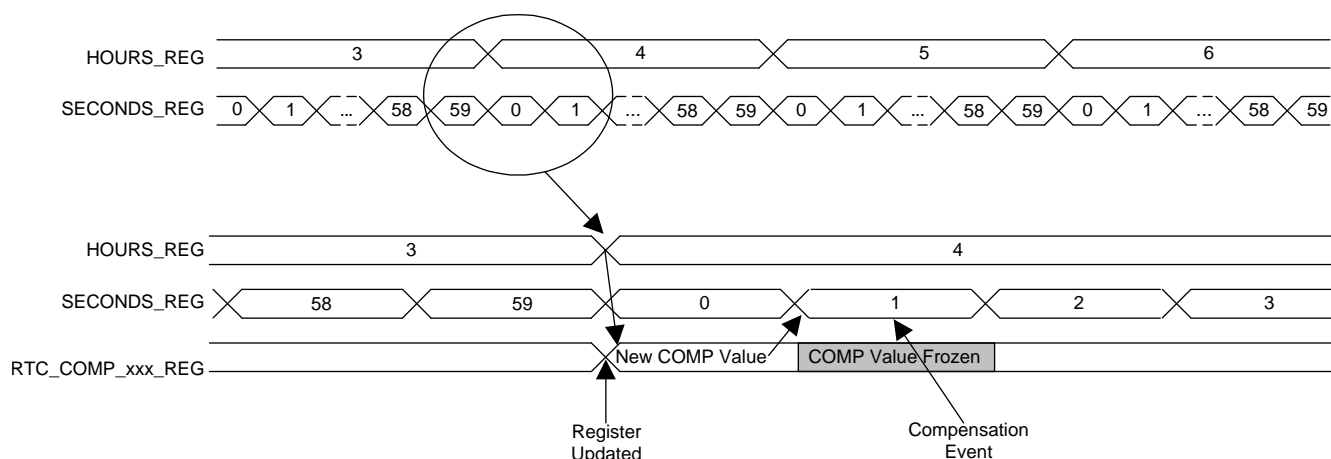 HOURS_REG 3 4 5 6
SECONDS_REG 0 1 ... 58 59 0 1 ... 58 59 0 1 ... 58 59 0 1 ... 58 59
HOURS_REG 3 4
SECONDS_REG 58 59 0 1 2 3
RTC_COMP_xxx_REG New COMP Value COMP Value Frozen
Register
Updated
Compensation
Event